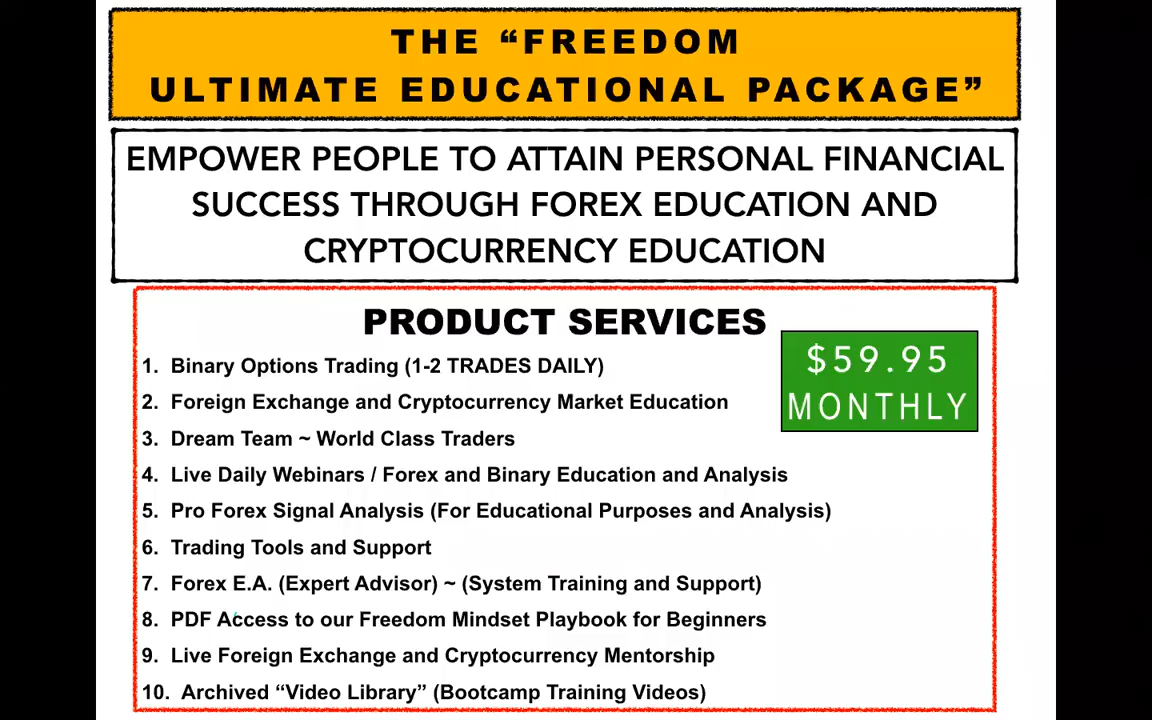 THE “FREEDOM
ULTIMATE EDUCATIONAL PACKAGE”
EMPOWER PEOPLE TO ATTAIN PERSONAL FINANCIAL
SUCCESS THROUGH FOREX EDUCATION AND
CRYPTOCURRENCY EDUCATION
PRODUCT SERVICES
$59.95
MONTHLY
1. Binary Options Trading (1-2 TRADES DAILY)
2. Foreign Exchange and Cryptocurrency Market Education
3. Dream Team ~ World Class Traders
4. Live Daily Webinars / Forex and Binary Education and Analysis
5. Pro Forex Signal Analysis (For Educational Purposes and Analysis)
6. Trading Tools and Support
7. Forex E.A. (Expert Advisor) ~ (System Training and Support)
8. PDF Access to our Freedom Mindset Playbook for Beginners
9. Live Foreign Exchange and Cryptocurrency Mentorship
10. Archived “Video Library” (Bootcamp Training Videos)